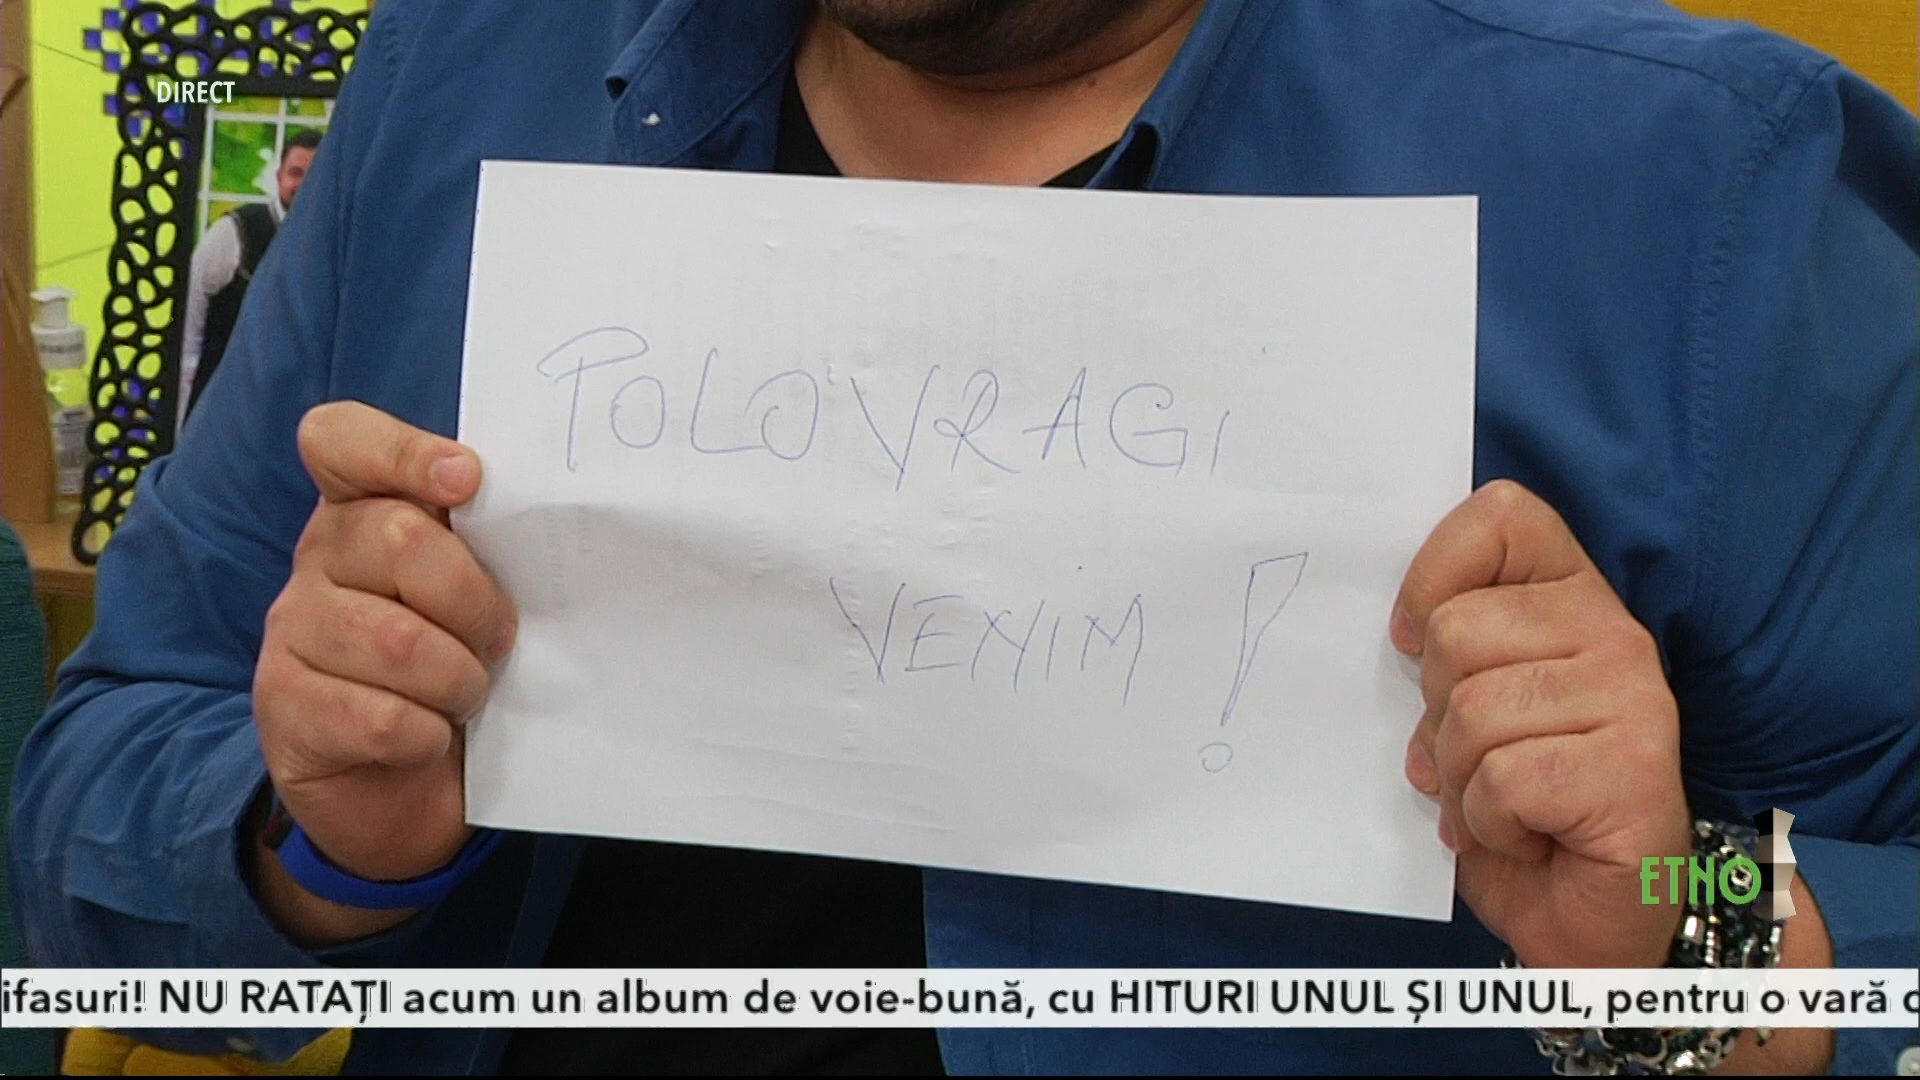 DIRECT
POLOVRAGI
VENIM!
ETNO
ifasuri! NU RATAȚI acum un album de voie-bună, cu HITURI UNUL ȘI UNUL, pentru o vară